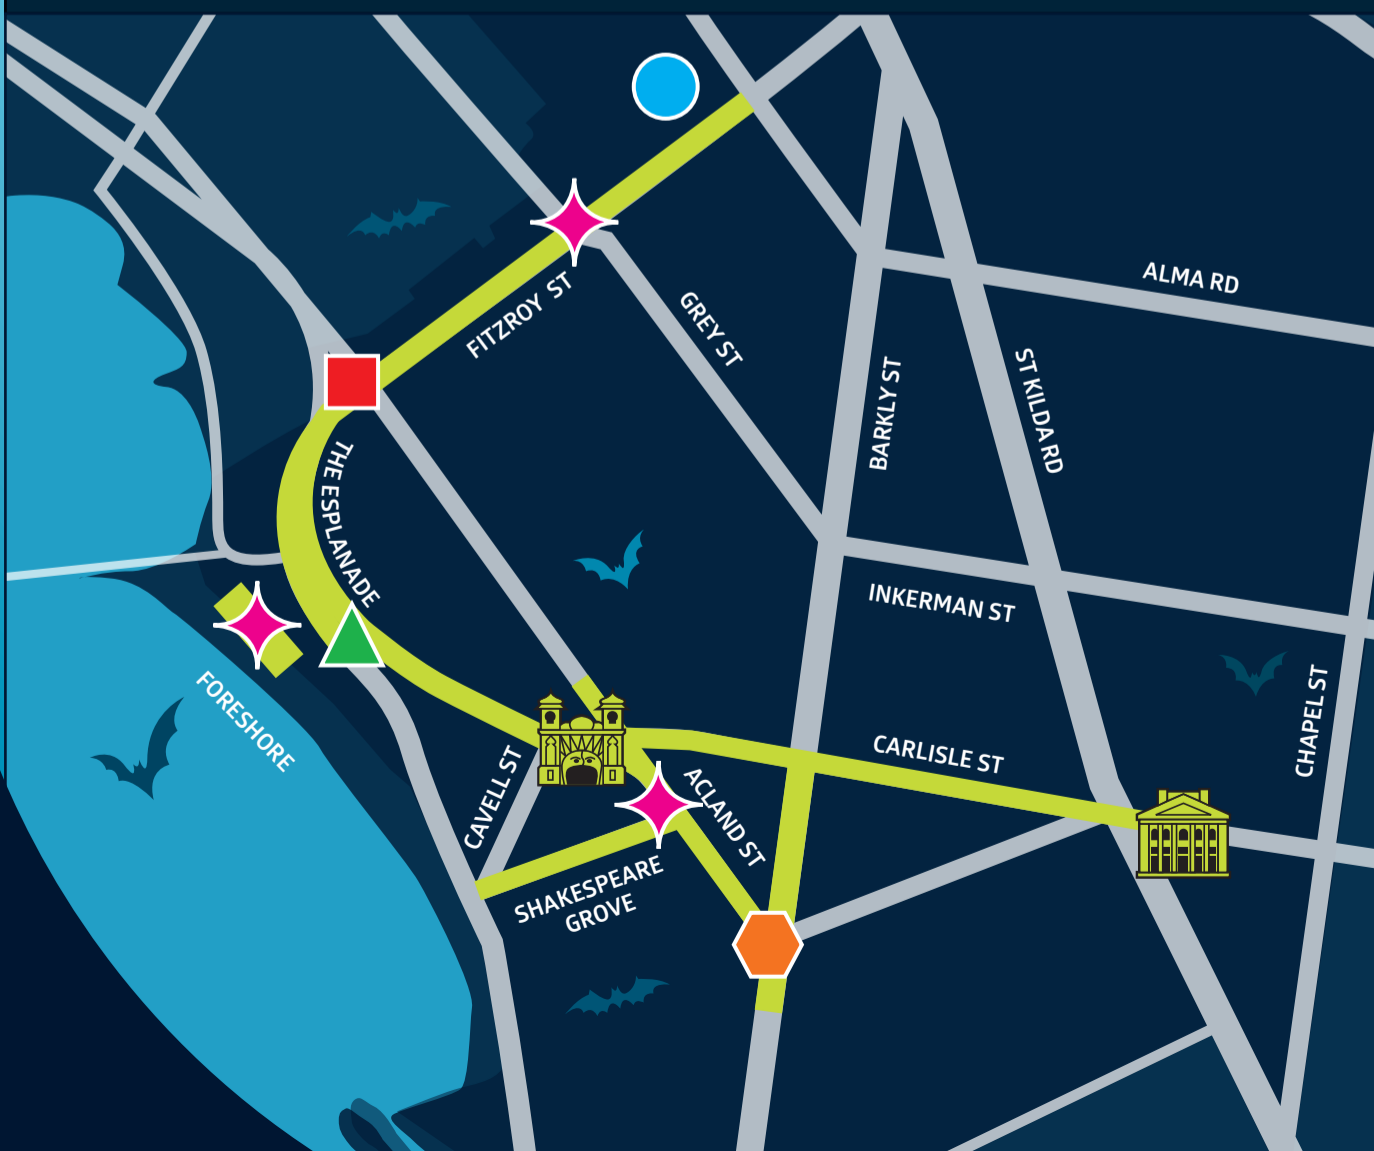 ALMA RD
FITZROY ST
GREY ST
BARKLY ST
ST KILDA RD
THE ESPLANADE
INKERMAN ST
FORESHORE
CHAPEL ST
CARLISLE ST
CAVELL ST
ACLAND ST
SHAKESPEARE
GROVE